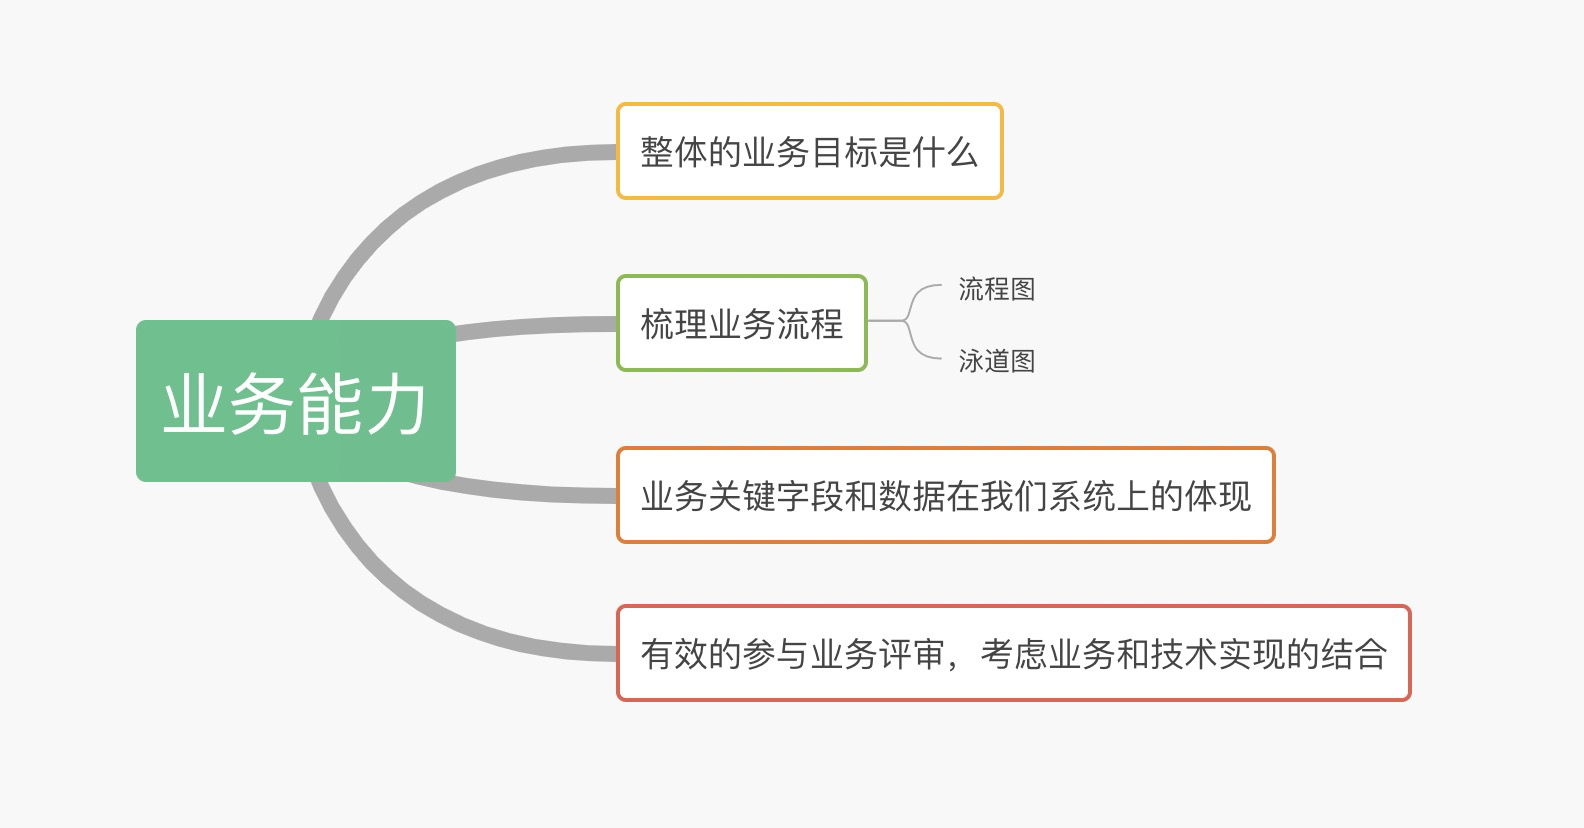 业务能力
整体的业务目标是什么
梳理业务流程
流程图
泳道图
业务关键字段和数据在我们系统上的体现
有效的参与业务评审，考虑业务和技术实现的结合